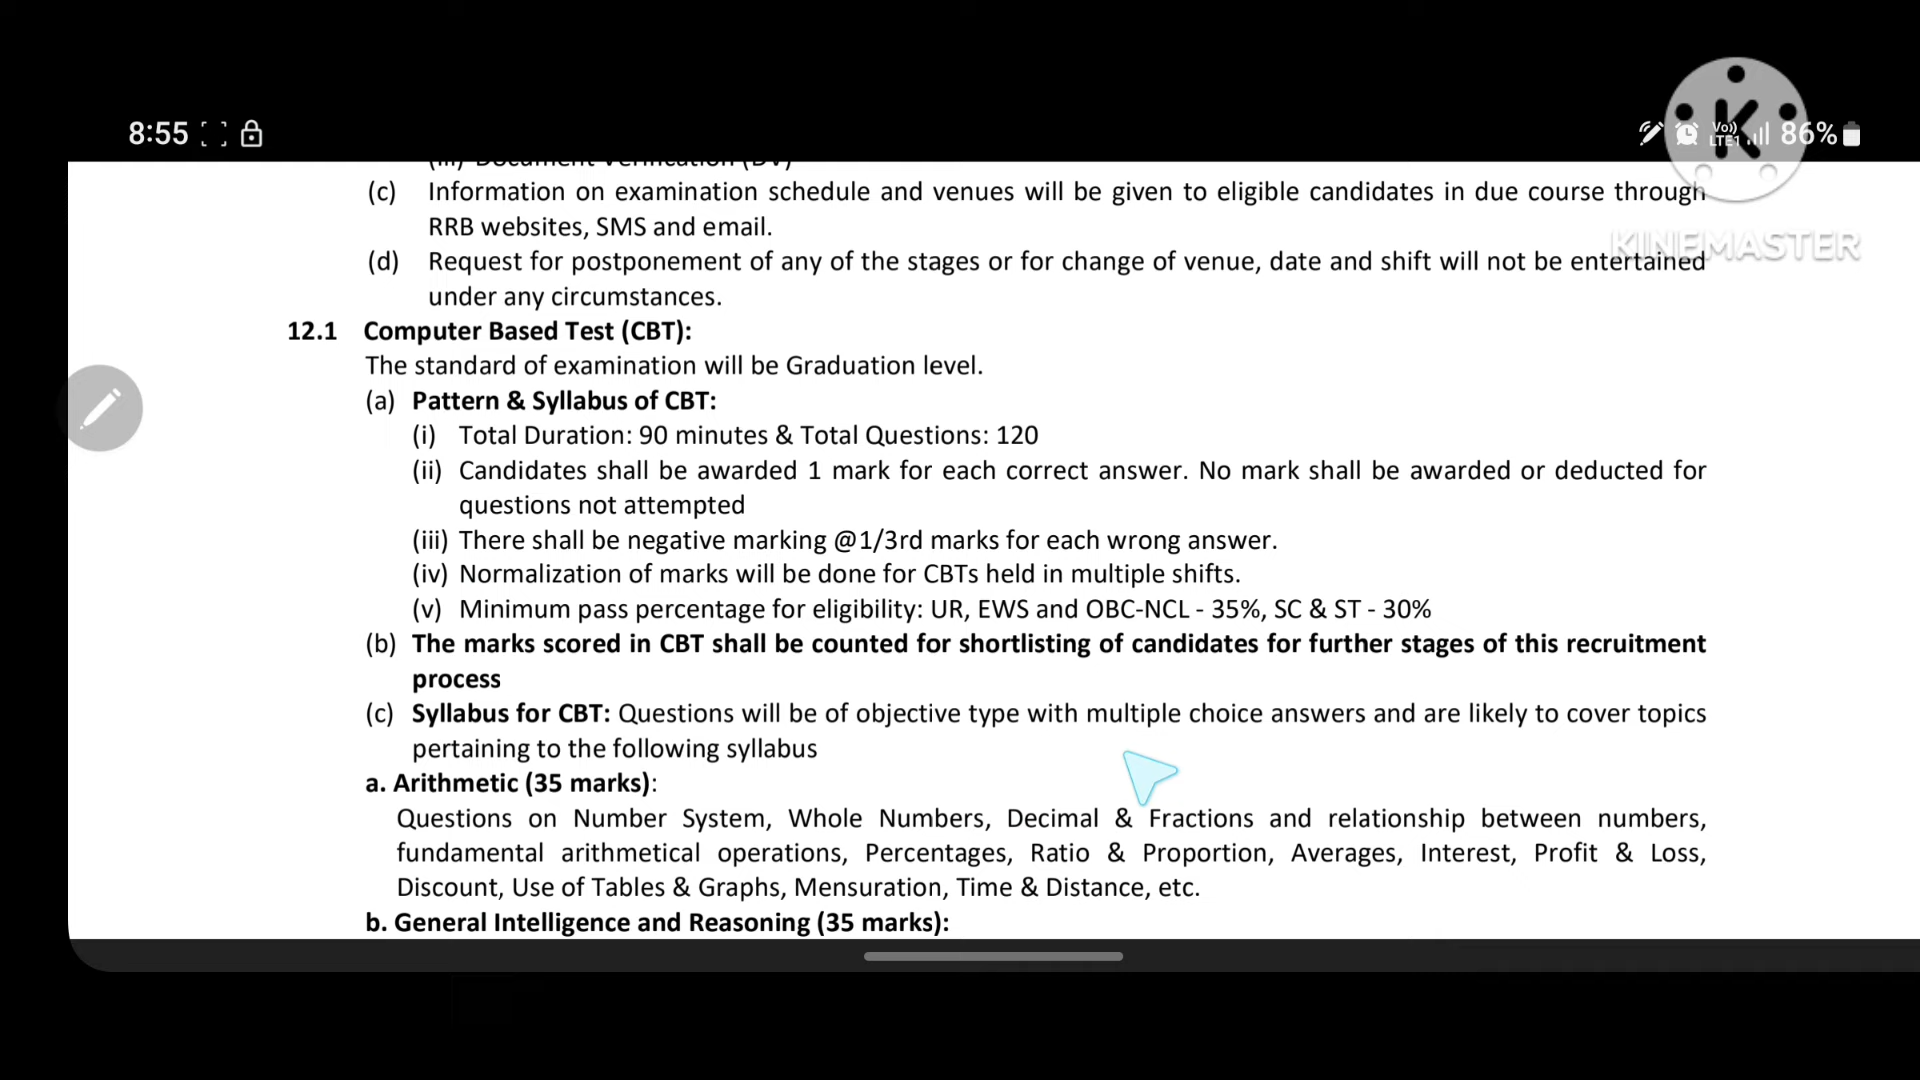 8:55
Vo))
LTE1
86%
K
KINEMASTER
(iii) Document Verification (DV)
(c) Information on examination schedule and venues will be given to eligible candidates in due course through
RRB websites, SMS and email.
(d) Request for postponement of any of the stages or for change of venue, date and shift will not be entertained
under any circumstances.
12.1 Computer Based Test (CBT):
The standard of examination will be Graduation level.
(a) Pattern & Syllabus of CBT:
(i) Total Duration: 90 minutes & Total Questions: 120
(ii) Candidates shall be awarded 1 mark for each correct answer. No mark shall be awarded or deducted for
questions not attempted
(iii) There shall be negative marking @1/3rd marks for each wrong answer.
(iv) Normalization of marks will be done for CBTs held in multiple shifts.
(v) Minimum pass percentage for eligibility: UR, EWS and OBC-NCL - 35%, SC & ST - 30%
(b) The marks scored in CBT shall be counted for shortlisting of candidates for further stages of this recruitment
process
(c) Syllabus for CBT: Questions will be of objective type with multiple choice answers and are likely to cover topics
pertaining to the following syllabus
a. Arithmetic (35 marks):
Questions on Number System, Whole Numbers, Decimal & Fractions and relationship between numbers,
fundamental arithmetical operations, Percentages, Ratio & Proportion, Averages, Interest, Profit & Loss,
Discount, Use of Tables & Graphs, Mensuration, Time & Distance, etc.
b. General Intelligence and Reasoning (35 marks):